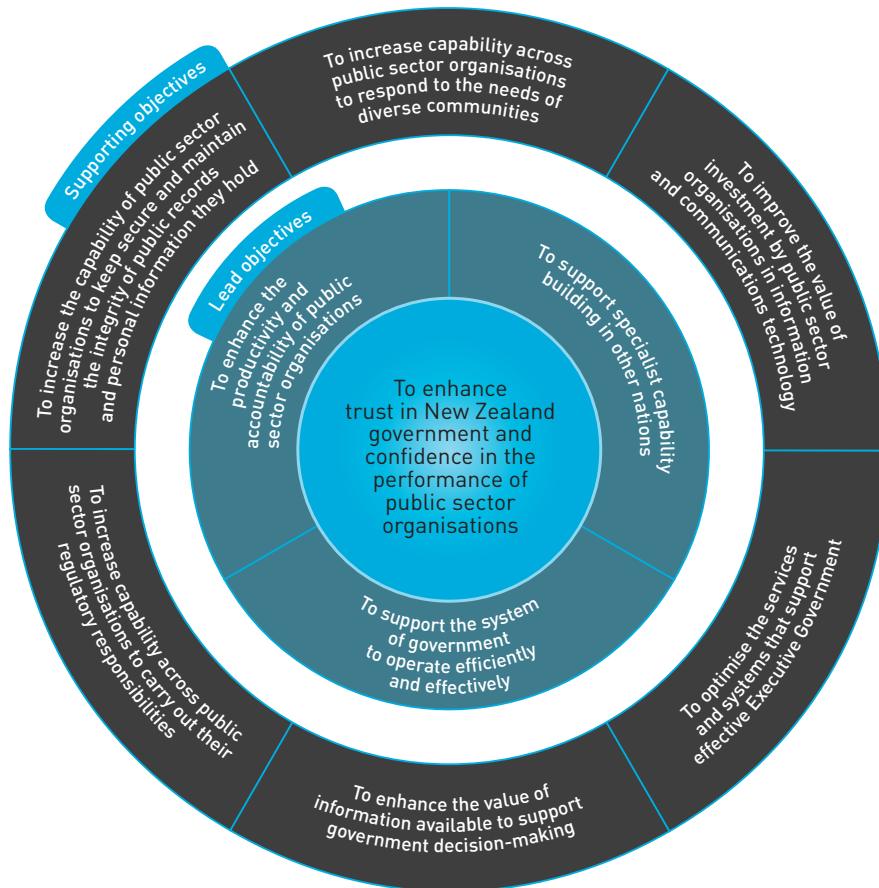 Supporting objectives
To increase capability across
public sector organisations
to respond to the needs of
diverse communities
To improve the value of
investment by public sector
organisations in information
and communications technology
To optimise the services
and systems that support
effective Executive Government
To enhance the value of
information available to support
government decision-making
To increase capability across public
sector organisations to carry out their
regulatory responsibilities
To increase the capability of public sector
organisations to keep secure and maintain
the integrity of public records
and personal information they hold
Lead objectives
To enhance the
productivity and
accountability of public
sector organisations
To support specialist capability
building in other nations
To support the system
of government
to operate efficiently
and effectively
To enhance
trust in New Zealand
government and
confidence in the
performance of
public sector
organisations